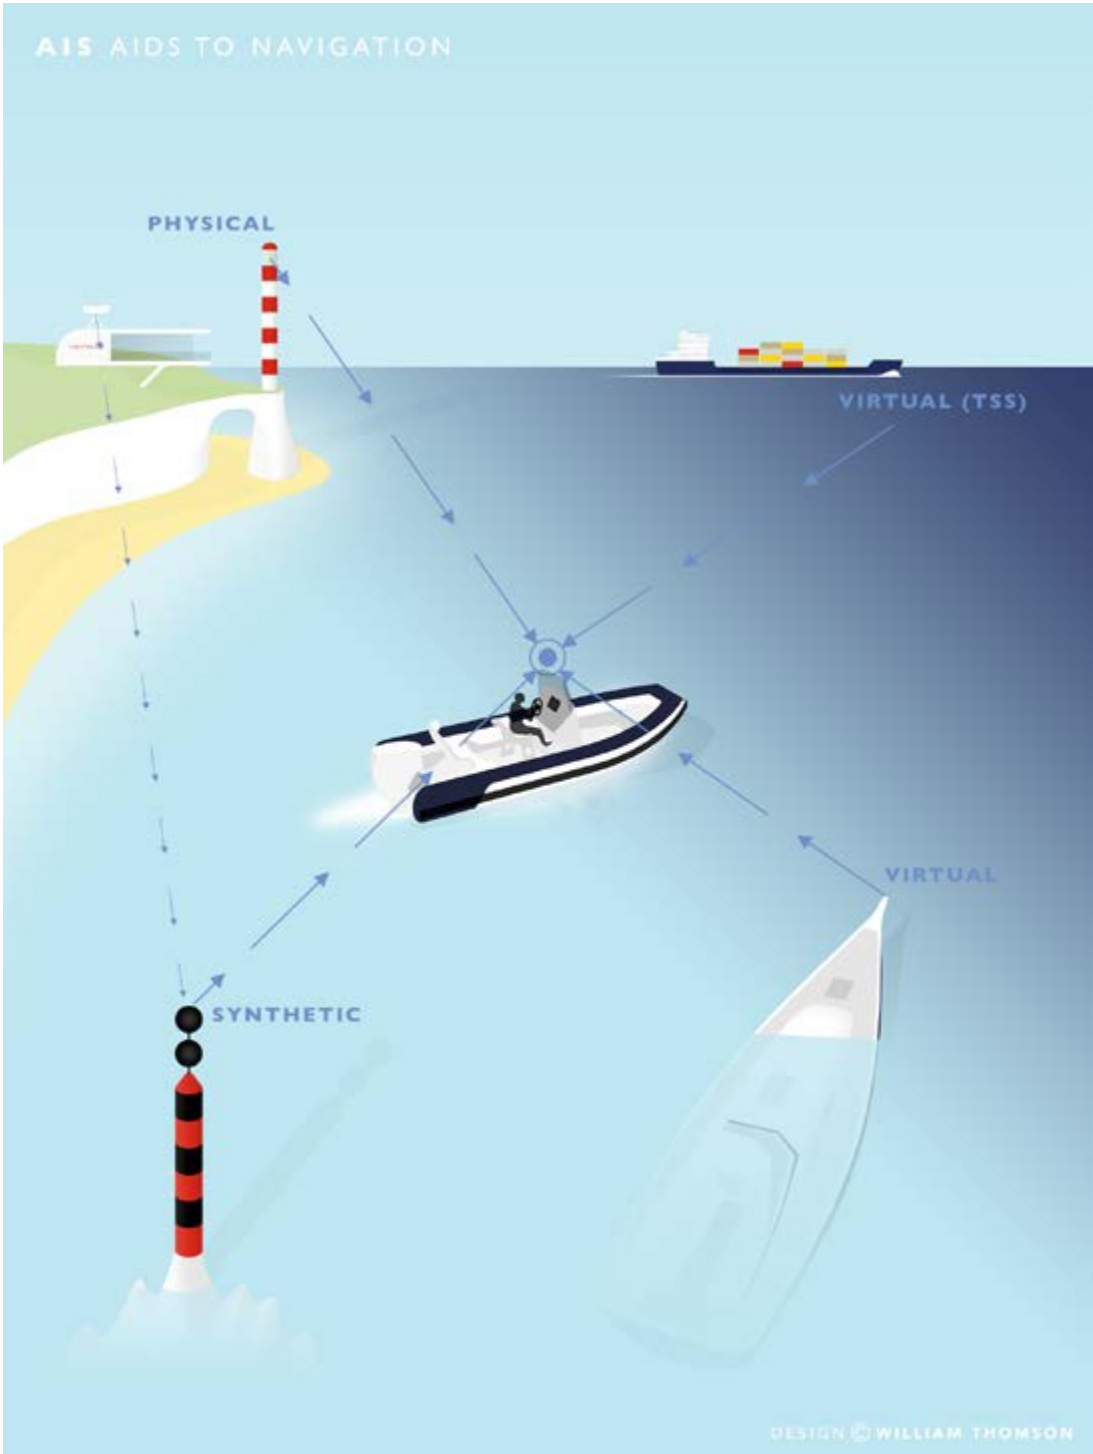 AIS AIDS TO NAVIGATION
PHYSICAL
VIRTUAL (TSS)
VIRTUAL
SYNTHETIC
DESIGN © WILLIAM THOMSON